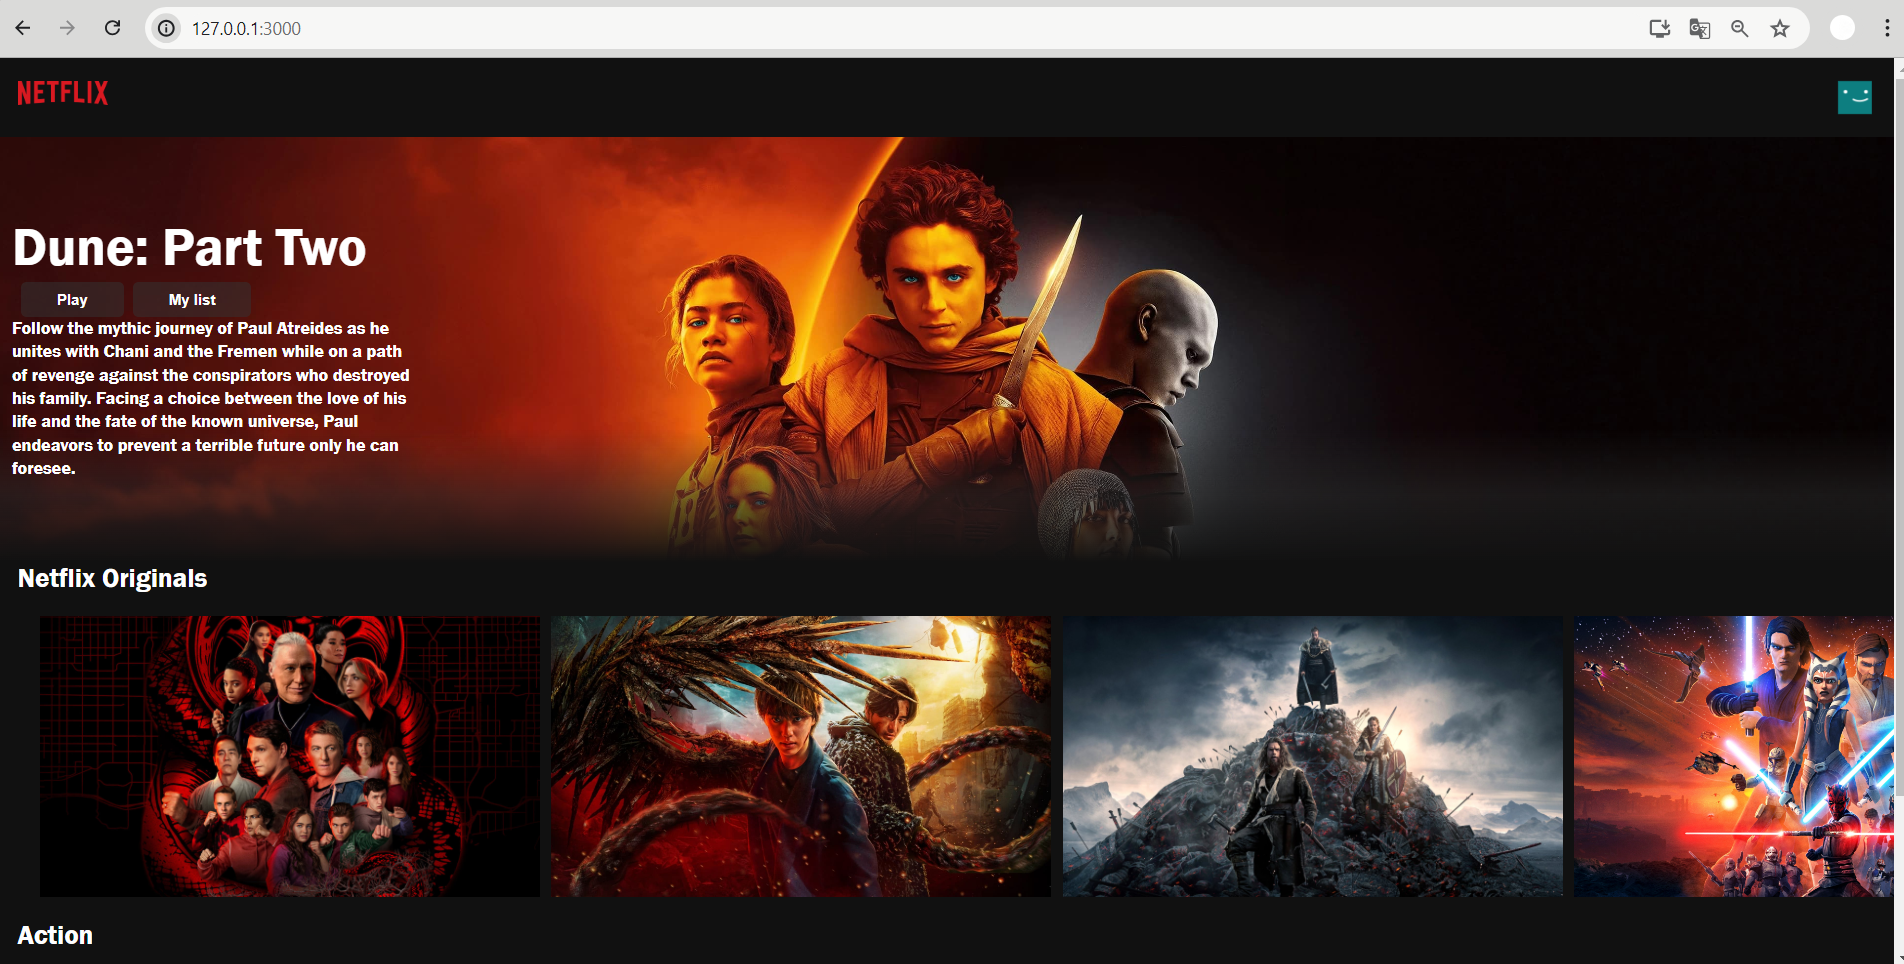 127.0.0.1:3000
NETFLIX
Dune: Part Two
Play
My list
Follow the mythic journey of Paul Atreides as he
unites with Chani and the Fremen while on a path
of revenge against the conspirators who destroyed
his family. Facing a choice between the love of his
life and the fate of the known universe, Paul
endeavors to prevent a terrible future only he can
foresee.
Netflix Originals
Action